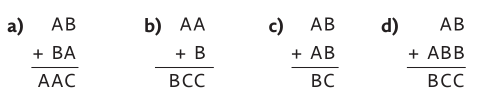 a) AB b) AA c) AB d) AB
+ BA + B + AB + ABB
AAC BCC BC BCC